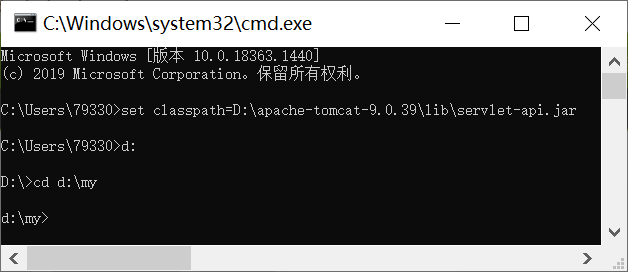 C:\Windows\system32\cmd.exe
Microsoft Windows [版本 10.0.18363.1440]
(c) 2019 Microsoft Corporation。保留所有权利。
C:\Users\79330>set classpath=D:\apache-tomcat-9.0.39\lib\servlet-api.jar
C:\Users\79330>d:
D:\>cd d:\my
d:\my>